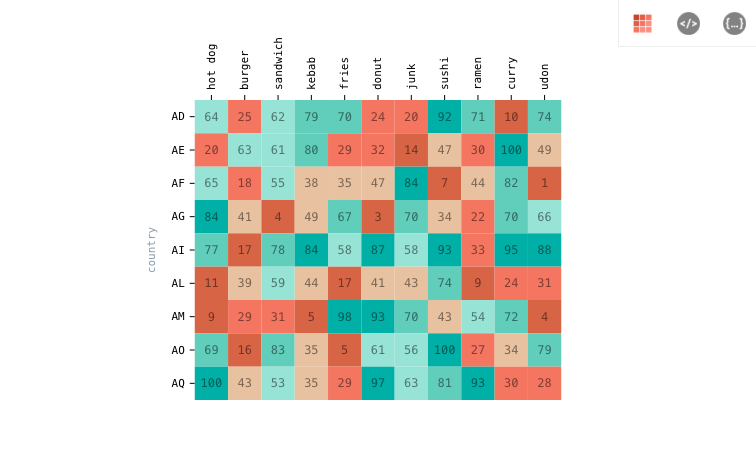 hot dog burger sandwich kebab fries donut junk sushi ramen curry udon
country
AD 64 25 62 79 70 24 20 92 71 10 74
AE 20 63 61 80 29 32 14 47 30 100 49
AF 65 18 55 38 35 47 84 7 44 82 1
AG 84 41 4 49 67 3 70 34 22 70 66
AI 77 17 78 84 58 87 58 93 33 95 88
AL 11 39 59 44 17 41 43 74 9 24 31
AM 9 29 31 5 98 93 70 43 54 72 4
AO 69 16 83 35 5 61 56 100 27 34 79
AQ 100 43 53 35 29 97 63 81 93 30 28